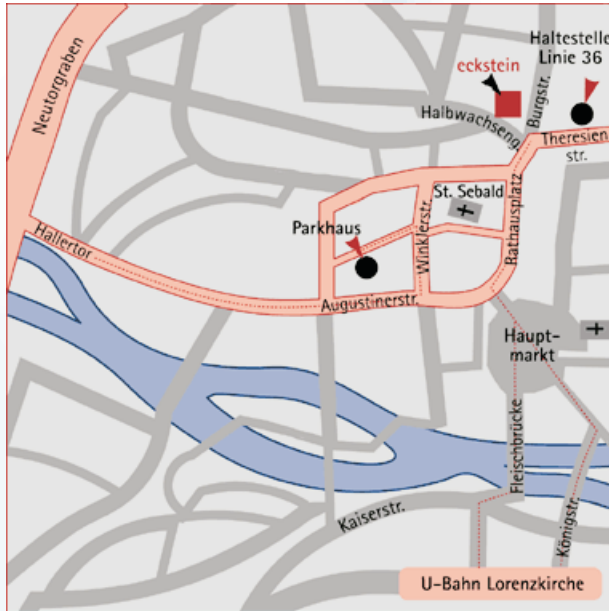 Neutorgraben
eckstein
Haltestelle
Linie 36
Burgstr.
Halbwachseng.
Theresien
str.
St. Sebald
Rathausplatz
Winklerstr.
Parkhaus
Hallertor
Augustinerstr.
Haupt-
markt
Fleischbrücke
Kaiserstr.
Königstr.
U-Bahn Lorenzkirche